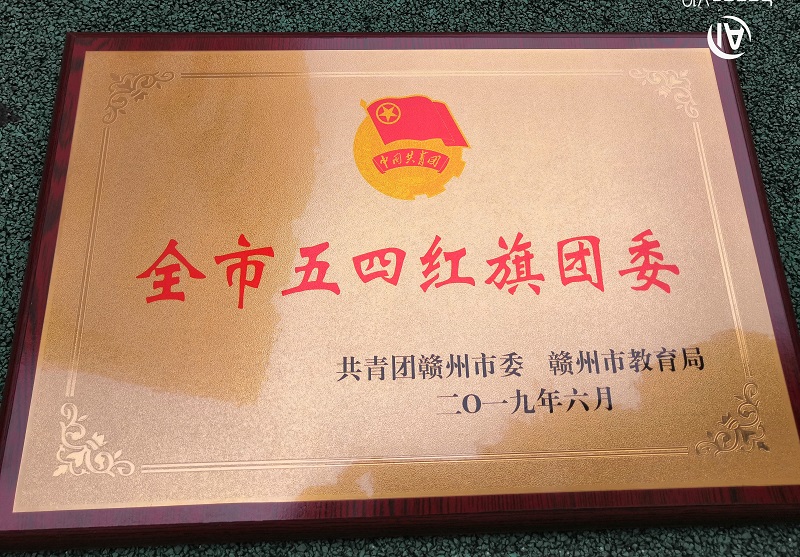 中国共青团
全市五四红旗团委
共青团赣州市委 赣州市教育局
二〇一九年六月
AI